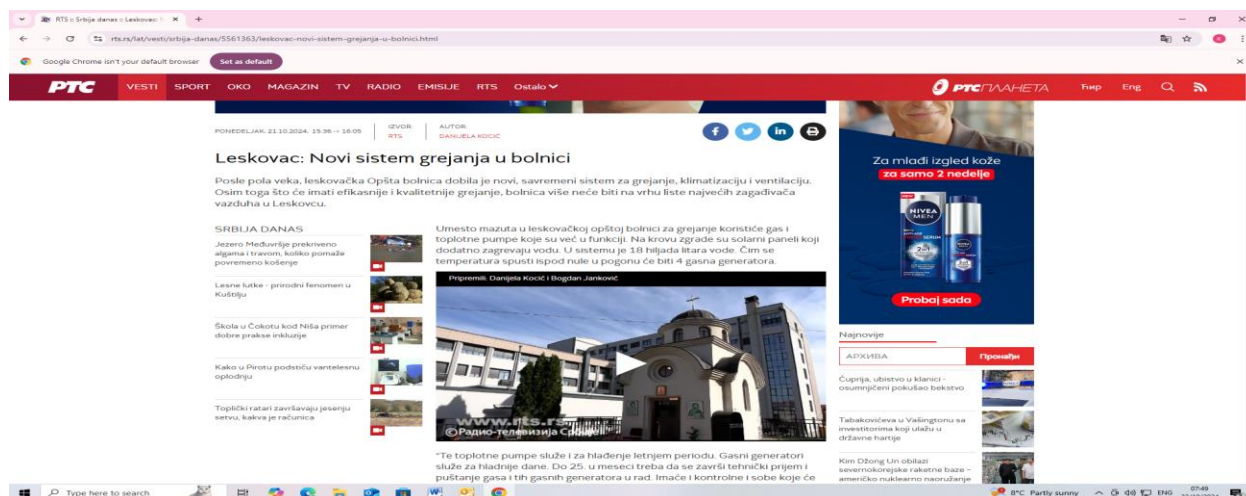 RTS :: Srbija danas :: Leskovac: N
rts.rs/lat/vesti/srbija-danas/5561363/leskovac-novi-sistem-grejanja-u-bolnici.html
Google Chrome isn't your default browser Set as default
РТС VESTI SPORT OKO MAGAZIN TV RADIO EMISIJE RTS Ostalo РТС ПЛАНЕТА Ћир Eng
PONEDELJAK, 21.10.2024, 15:36 -> 16:05
IZVOR
RTS
AUTOR
DANIJELA KOCIĆ
Leskovac: Novi sistem grejanja u bolnici
Posle pola veka, leskovačka Opšta bolnica dobila je novi, savremeni sistem za grejanje, klimatizaciju i ventilaciju.
Osim toga što će imati efikasnije i kvalitetnije grejanje, bolnica više neće biti na vrhu liste najvećih zagađivača
vazduha u Leskovcu.
SRBIJA DANAS
Jezero Međuvršje prekriveno
algama i travom, koliko pomaže
povremeno košenje
Lesne lutke - prirodni fenomen u
Kuštilju
Škola u Čokotu kod Niša primer
dobre prakse inkluzije
Kako u Pirotu podstiču vantelesnu
oplodnju
Toplički ratari završavaju jesenju
setvu, kakva je računica
Umesto mazuta u leskovačkoj opštoj bolnici za grejanje koristiće gas i
toplotne pumpe koje su već u funkciji. Na krovu zgrade su solarni paneli koji
dodatno zagrevaju vodu. U sistemu je 18 hiljada litara vode. Čim se
temperatura spusti ispod nule u pogonu će biti 4 gasna generatora.
Pripremili: Danijela Kocić i Bogdan Janković
www.rts.rs
©Радио-телевизија Србије
"Te toplotne pumpe služe i za hlađenje letnjem periodu. Gasni generatori
služe za hladnije dane. Do 25. u mesecu treba da se završi tehnički prijem i
puštanje gasa i tih gasnih generatora u rad. Imaće i kontrolne i sobe koje će
Za mlađi izgled kože
za samo 2 nedelje
NIVEA
MEN
2in1
Probaj sada
Najnovije
АРХИВА Пронађи
Ćuprija, ubistvo u klanici -
osumnjičeni pokušao bekstvo
Tabakovićeva u Vašingtonu sa
investitorima koji ulažu u
državne hartije
Kim Džong Un obilazi
severnokorejske raketne baze –
američko nuklearno naoružanje
Type here to search
8°C Partly sunny ENG 07:49